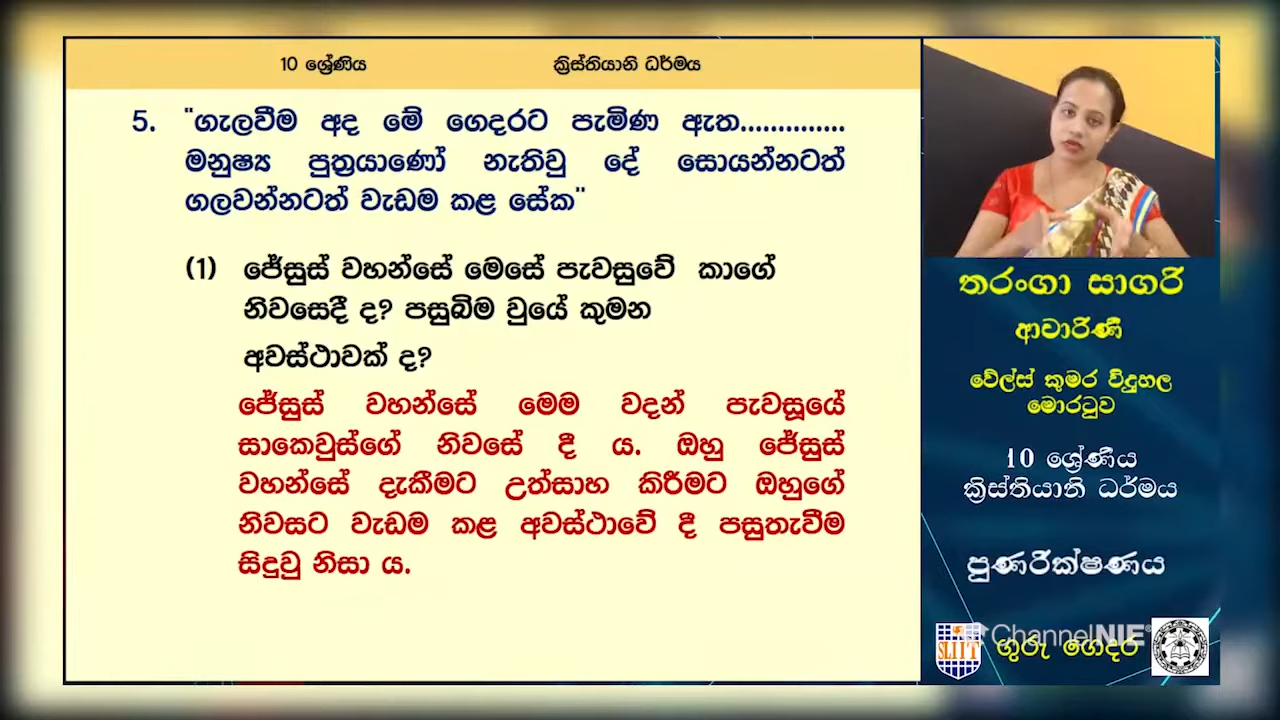 10 ශ්‍රේණිය ක්‍රිස්තියානි ධර්මය
5. "ගැලවීම අද මේ ගෙදරට පැමිණ ඇත..............
මනුෂ්‍ය පුත්‍රයාණෝ නැතිවූ දේ සොයන්නටත්
ගලවන්නටත් වැඩම කළ සේක"
(1) ජේසුස් වහන්සේ මෙසේ පැවසුවේ කාගේ
නිවසෙදී ද? පසුබිම වුයේ කුමන
අවස්ථාවක් ද?
ජේසුස් වහන්සේ මෙම වදන් පැවසූයේ
සාකෙවුස්ගේ නිවසේ දී ය. ඔහු ජේසුස්
වහන්සේ දැකීමට උත්සාහ කිරීමට ඔහුගේ
නිවසට වැඩම කළ අවස්ථාවේ දී පසුතැවීම
සිදුවු නිසා ය.
තරංගා සාගරි
ආචාරිණී
වේල්ස් කුමර විදුහල
මොරටුව
10 ශ්‍රේණිය
ක්‍රිස්තියානි ධර්මය
පුණරීක්ෂණය
ChannelNIE
SLIIT
ගුරු ගෙදර